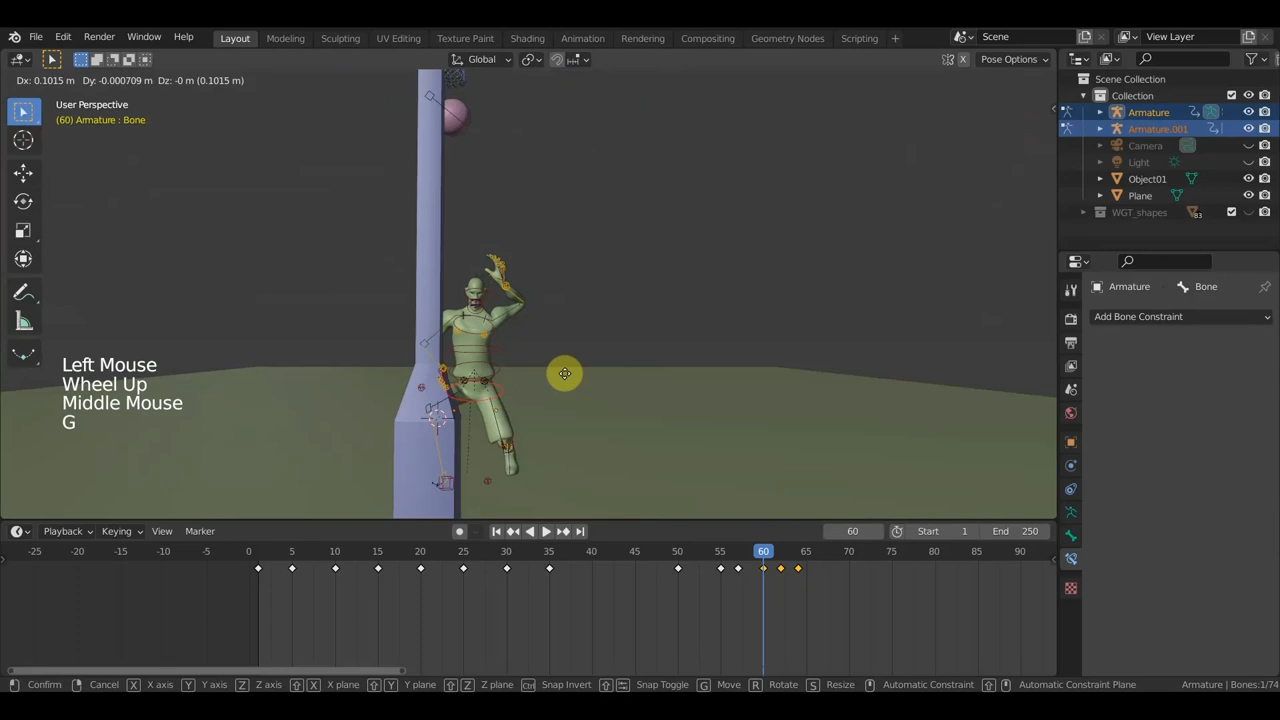 File Edit Render Window Help Layout Modeling Sculpting UV Editing Texture Paint Shading Animation Rendering Compositing Geometry Nodes Scripting + Scene View Layer
Global X Pose Options
Dx: 0.1015 m Dy: -0.000709 m Dz: -0 m (0.1015 m)
User Perspective
(60) Armature : Bone
Left Mouse
Wheel Up
Middle Mouse
G
Scene Collection
Collection
Armature
Armature.001
Camera
Light
Object01
Plane
WGT_shapes 83
Armature Bone
Add Bone Constraint
Playback Keying View Marker 60 Start 1 End 250
-25 -20 -15 -10 -5 0 5 10 15 20 25 30 35 40 45 50 55 60 65 70 75 80 85 90
Confirm Cancel X X axis Y Y axis Z Z axis X X plane Y Y plane Z Z plane Ctrl Snap Invert Snap Toggle G Move R Rotate S Resize Automatic Constraint Automatic Constraint Plane Armature | Bones:1/74